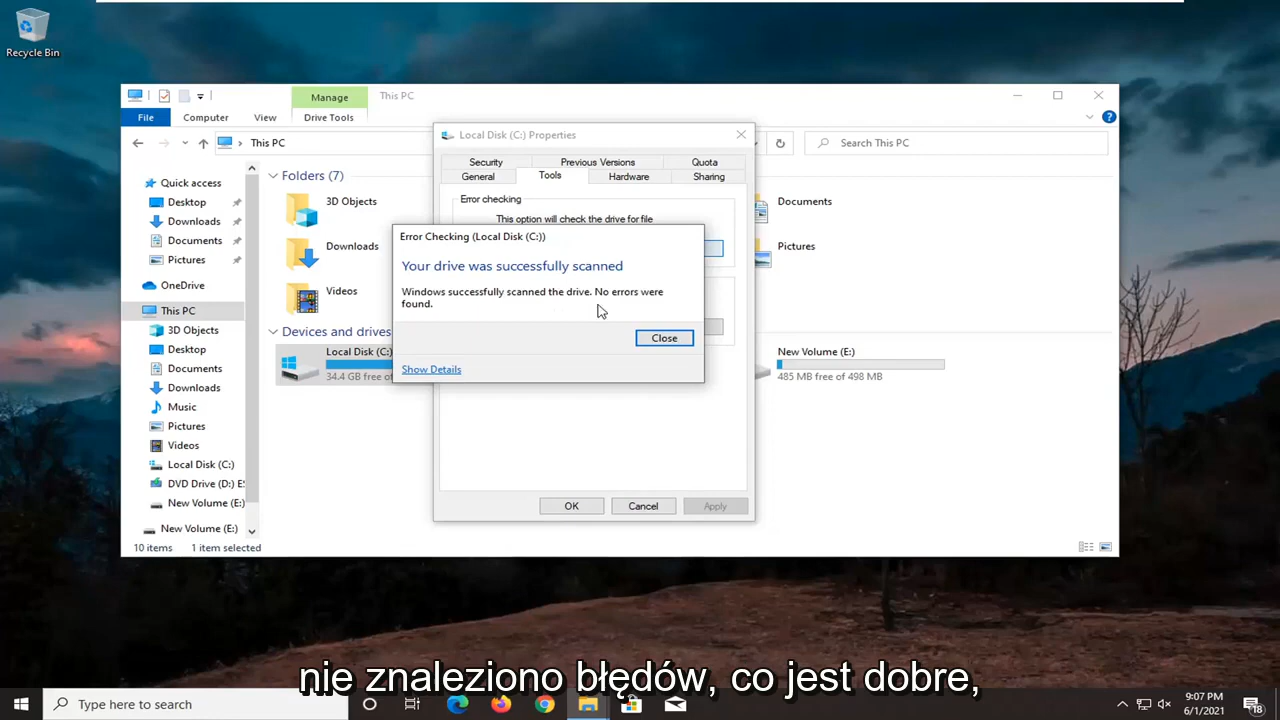 Recycle Bin
Manage
This PC
File
Computer
View
Drive Tools
This PC
Search This PC
Quick access
Desktop
Downloads
Documents
Pictures
OneDrive
This PC
3D Objects
Desktop
Documents
Downloads
Music
Pictures
Videos
Local Disk (C:)
DVD Drive (D:) ES
New Volume (E:)
New Volume (E:)
10 items
1 item selected
Folders (7)
3D Objects
Downloads
Videos
Documents
Pictures
Devices and drives
Local Disk (C:)
34.4 GB free of
New Volume (E:)
485 MB free of 498 MB
Local Disk (C:) Properties
Security
Previous Versions
Quota
General
Tools
Hardware
Sharing
Error checking
This option will check the drive for file
OK
Cancel
Apply
Error Checking (Local Disk (C:))
Your drive was successfully scanned
Windows successfully scanned the drive. No errors were
found.
Close
Show Details
nie znaleziono błędów, co jest dobre,
Type here to search
9:07 PM
6/1/2021
18